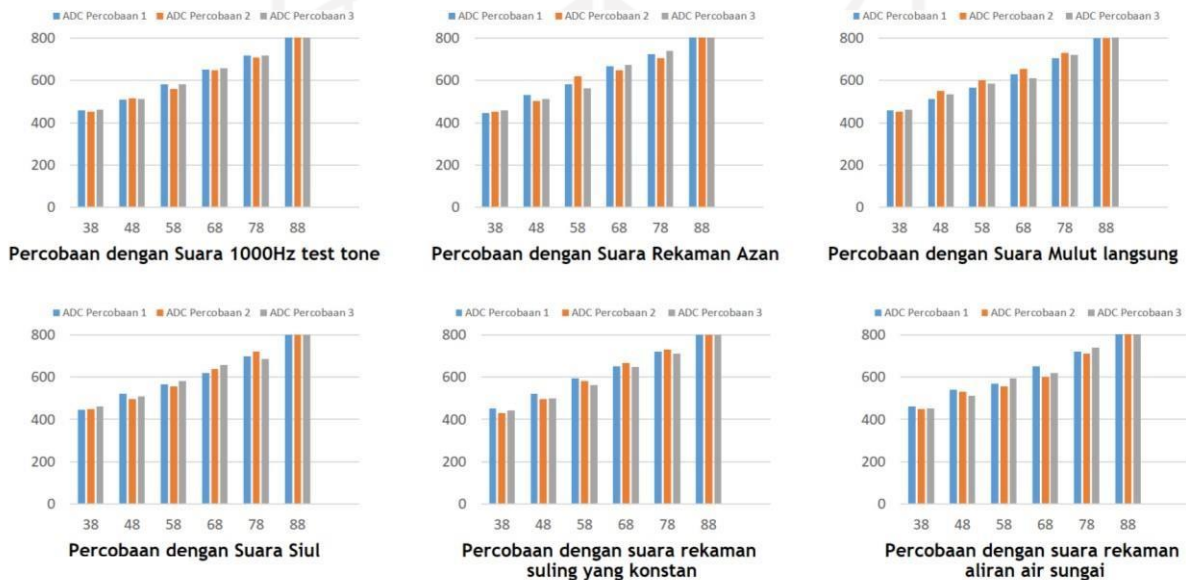 ADC Percobaan 1 ADC Percobaan 2 ADC Percobaan 3
800
600
400
200
0
38 48 58 68 78 88
Percobaan dengan Suara 1000Hz test tone
ADC Percobaan 1 ADC Percobaan 2 ADC Percobaan 3
800
600
400
200
0
38 48 58 68 78 88
Percobaan dengan Suara Rekaman Azan
ADC Percobaan 1 ADC Percobaan 2 ADC Percobaan 3
800
600
400
200
0
38 48 58 68 78 88
Percobaan dengan Suara Mulut langsung
ADC Percobaan 1 ADC Percobaan 2 ADC Percobaan 3
800
600
400
200
0
38 48 58 68 78 88
Percobaan dengan Suara Siul
ADC Percobaan 1 ADC Percobaan 2 ADC Percobaan 3
800
600
400
200
0
38 48 58 68 78 88
Percobaan dengan suara rekaman
suling yang konstan
ADC Percobaan 1 ADC Percobaan 2 ADC Percobaan 3
800
600
400
200
0
38 48 58 68 78 88
Percobaan dengan suara rekaman
aliran air sungai